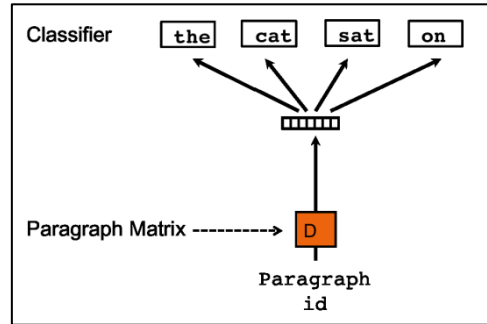 Classifier the cat sat on
Paragraph Matrix D
Paragraph
id